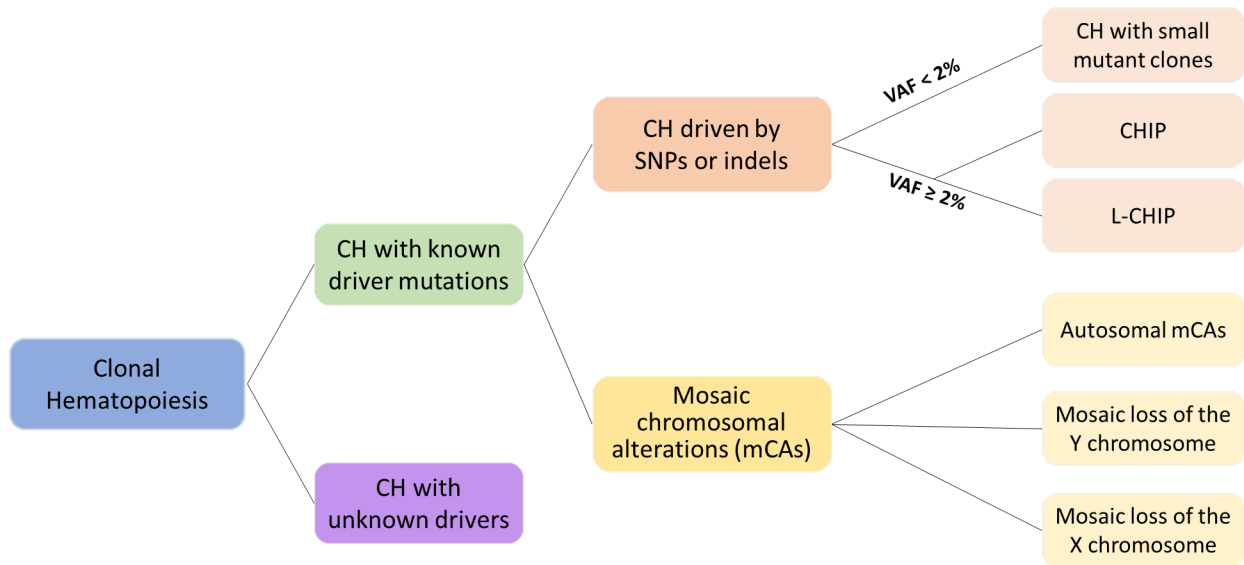 Clonal
Hematopoiesis
CH with known
driver mutations
CH with
unknown drivers
CH driven by
SNPs or indels
Mosaic
chromosomal
alterations (mCAs)
VAF < 2%
VAF ≥ 2%
CH with small
mutant clones
CHIP
L-CHIP
Autosomal mCAs
Mosaic loss of the
Y chromosome
Mosaic loss of the
X chromosome